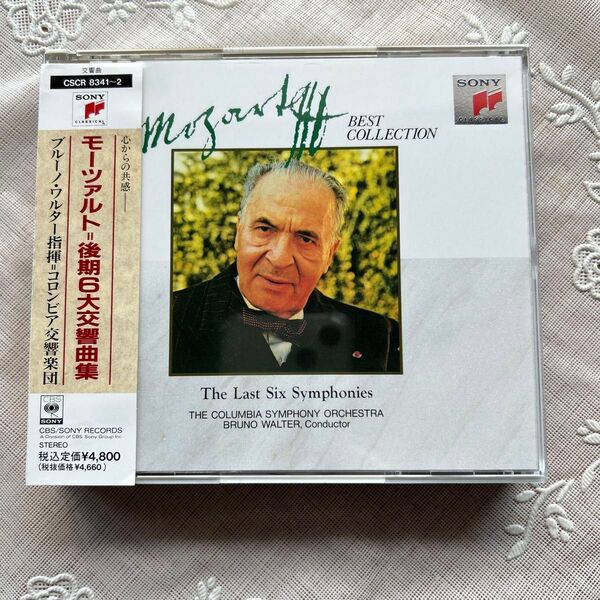 交響曲
CSCR 8341〜2
SONY
CLASSICAL
心からの共感——
モーツァルト=後期6大交響曲集
ブルーノ・ワルター指揮=コロンビア交響楽団
CBS
SONY
CBS/SONY RECORDS
A Division of CBS Sony Group Inc
STEREO
税込定価¥4,800
(税抜価格¥4,660)
Mozart
BEST
COLLECTION
SONY
CLASSICAL
The Last Six Symphonies
THE COLUMBIA SYMPHONY ORCHESTRA
BRUNO WALTER, Conductor